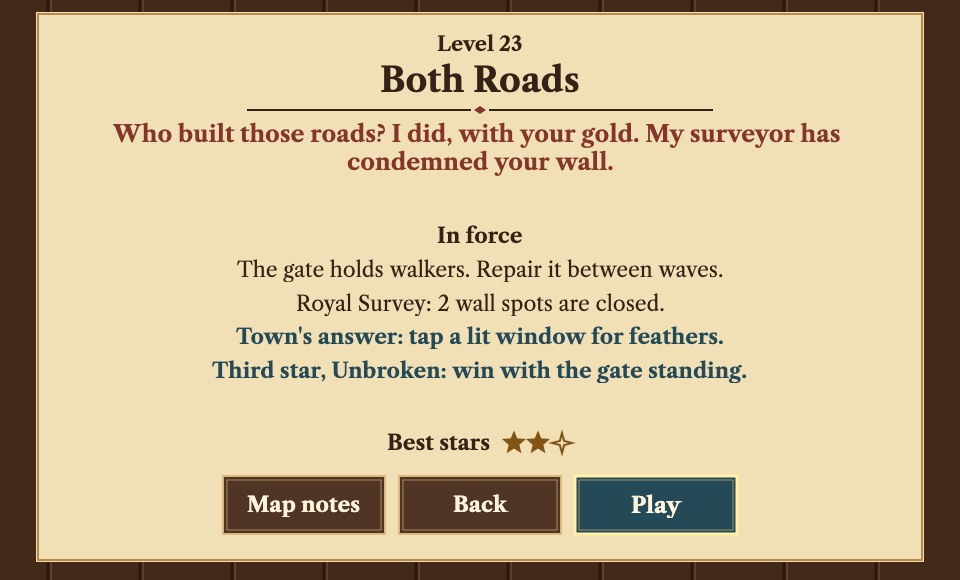 Level 23
Both Roads
Who built those roads? I did, with your gold. My surveyor has
condemned your wall.
In force
The gate holds walkers. Repair it between waves.
Royal Survey: 2 wall spots are closed.
Town's answer: tap a lit window for feathers.
Third star, Unbroken: win with the gate standing.
Best stars
Map notes
Back
Play